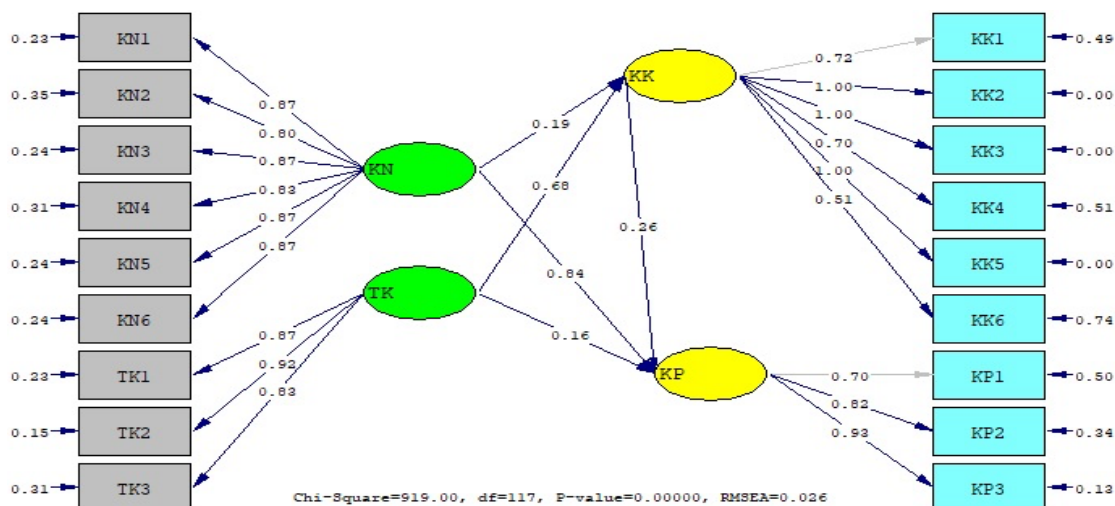 0.23 KN1
0.35 KN2
0.24 KN3
0.31 KN4
0.24 KN5
0.24 KN6
0.23 TK1
0.15 TK2
0.31 TK3
0.87
0.80
0.87
0.83
0.87
0.87
0.87
0.92
0.83
KN
TK
0.19
0.68
0.26
0.84
0.16
KK
KP
0.72
1.00
1.00
0.70
1.00
0.51
0.70
0.82
0.93
KK1 0.49
KK2 0.00
KK3 0.00
KK4 0.51
KK5 0.00
KK6 0.74
KP1 0.50
KP2 0.34
KP3 0.13
Chi-Square=919.00, df=117, P-value=0.00000, RMSEA=0.026